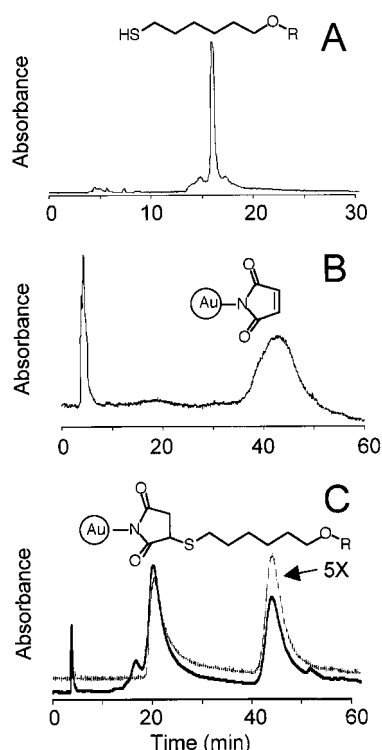 HS
O
R
A
Absorbance
0 10 20 30
B
O
Au
N
O
Absorbance
0 20 40 60
C
O
Au
N
O
S
O
R
5X
Absorbance
0 20 40 60
Time (min)